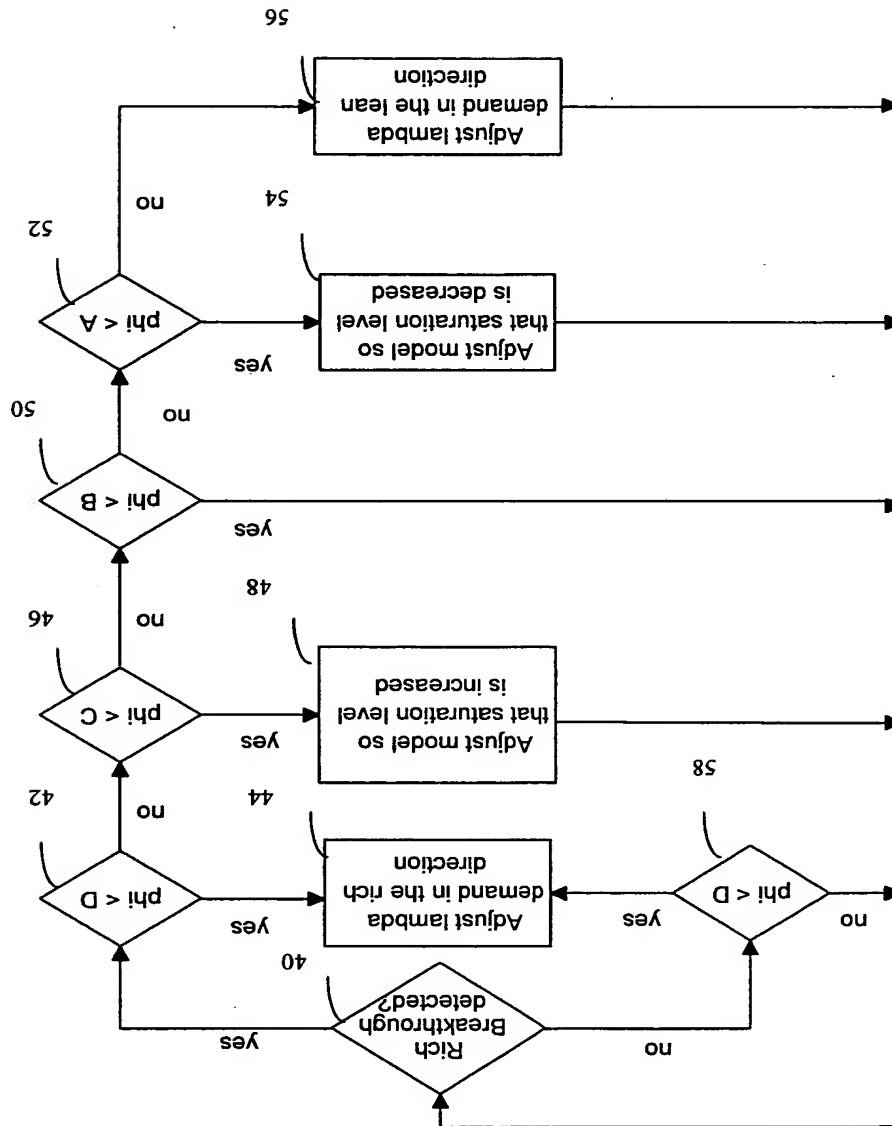 40
Rich
Breakthrough
detected?
yes
no
42
phi < D
yes
no
44
Adjust lambda
demand in the rich
direction
58
phi < D
yes
no
46
phi < C
yes
no
48
Adjust model so
that saturation level
is increased
50
phi < B
yes
no
52
phi < A
yes
no
54
Adjust model so
that saturation level
is decreased
56
Adjust lambda
demand in the lean
direction